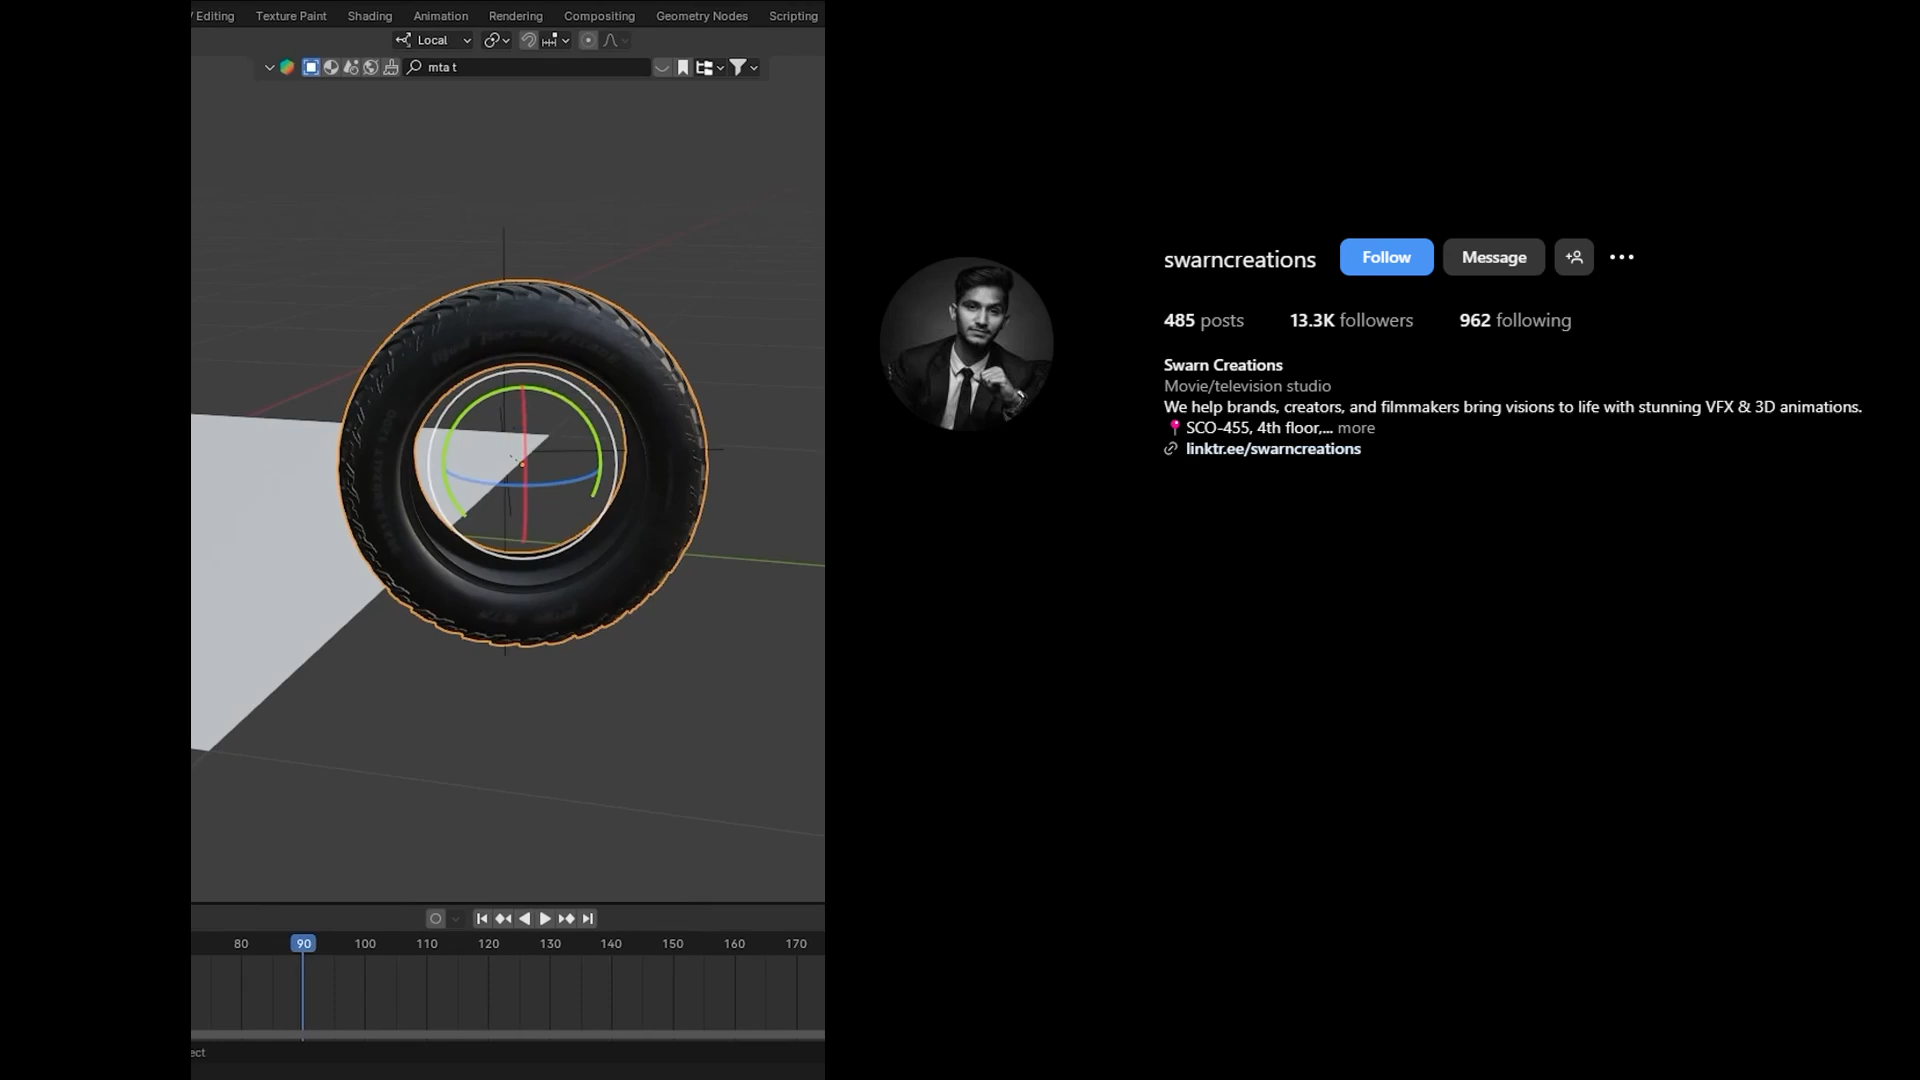 Editing Texture Paint Shading Animation Rendering Compositing Geometry Nodes Scripting
Local
mta t
80 90 100 110 120 130 140 150 160 170
ect
swarncreations Follow Message
485 posts 13.3K followers 962 following
Swarn Creations
Movie/television studio
We help brands, creators, and filmmakers bring visions to life with stunning VFX & 3D animations.
SCO-455, 4th floor,... more
linktr.ee/swarncreations